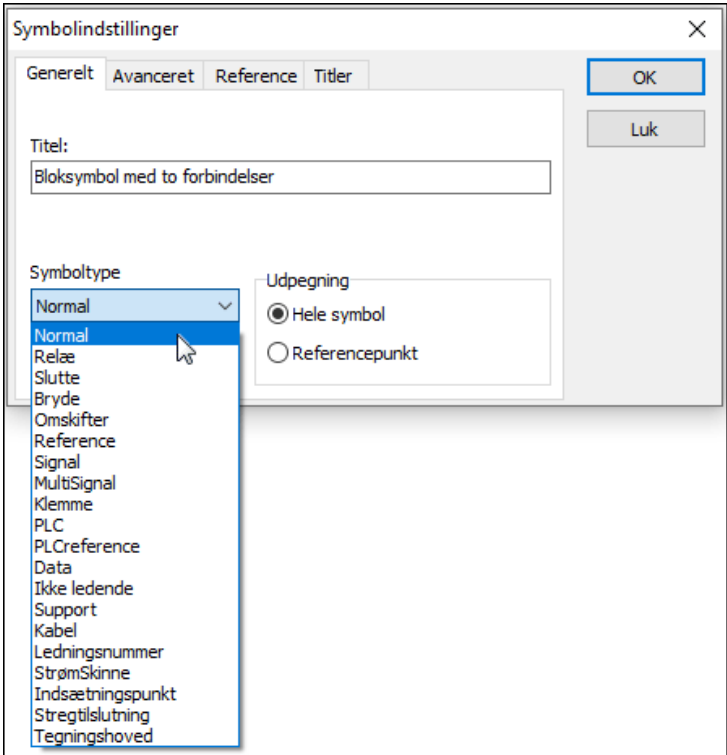 Symbolindstillinger
Generelt Avanceret Reference Titler
OK
Luk
Titel:
Bloksymbol med to forbindelser
Symboltype
Normal
Udpegning
Hele symbol
Referencepunkt
Normal
Relæ
Slutte
Bryde
Omskifter
Reference
Signal
MultiSignal
Klemme
PLC
PLCreference
Data
Ikke ledende
Support
Kabel
Ledningsnummer
StrømSkinne
Indsætningspunkt
Stregtilslutning
Tegningshoved